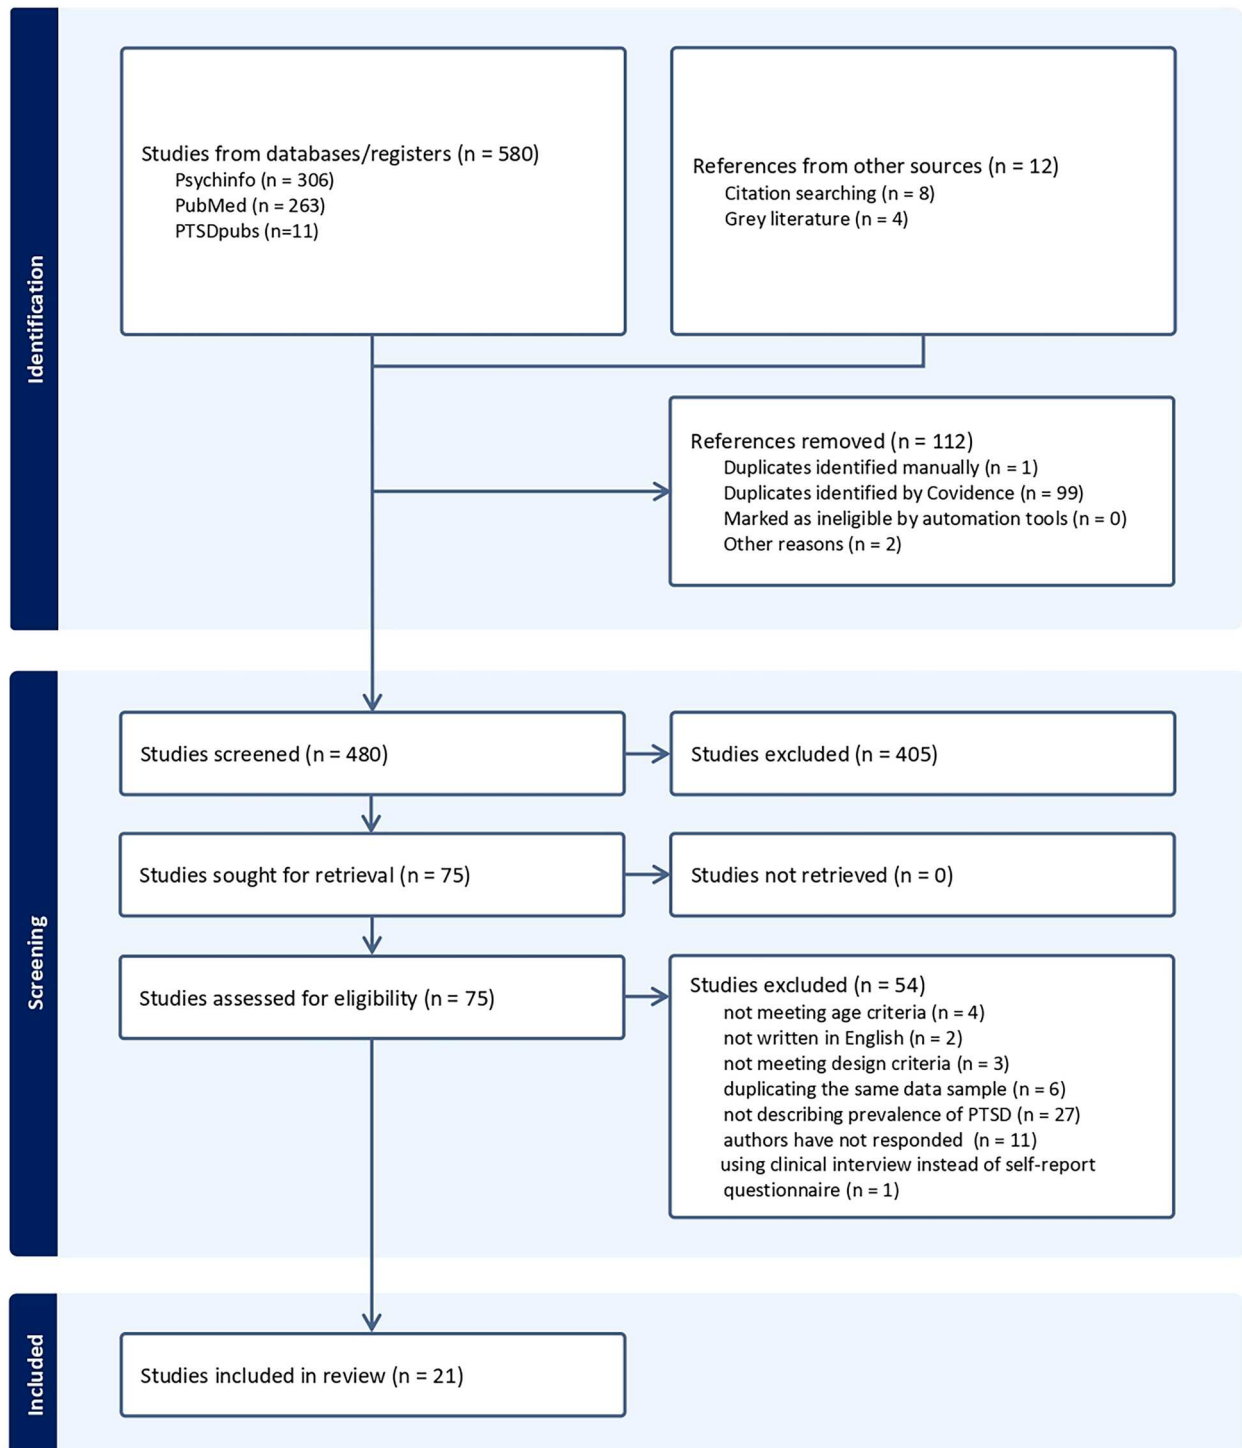 Identification
Studies from databases/registers (n = 580)
Psychinfo (n = 306)
PubMed (n = 263)
PTSDpubs (n=11)
References from other sources (n = 12)
Citation searching (n = 8)
Grey literature (n = 4)
References removed (n = 112)
Duplicates identified manually (n = 1)
Duplicates identified by Covidence (n = 99)
Marked as ineligible by automation tools (n = 0)
Other reasons (n = 2)
Screening
Studies screened (n = 480)
Studies excluded (n = 405)
Studies sought for retrieval (n = 75)
Studies not retrieved (n = 0)
Studies assessed for eligibility (n = 75)
Studies excluded (n = 54)
not meeting age criteria (n = 4)
not written in English (n = 2)
not meeting design criteria (n = 3)
duplicating the same data sample (n = 6)
not describing prevalence of PTSD (n = 27)
authors have not responded (n = 11)
using clinical interview instead of self-report
questionnaire (n = 1)
Included
Studies included in review (n = 21)